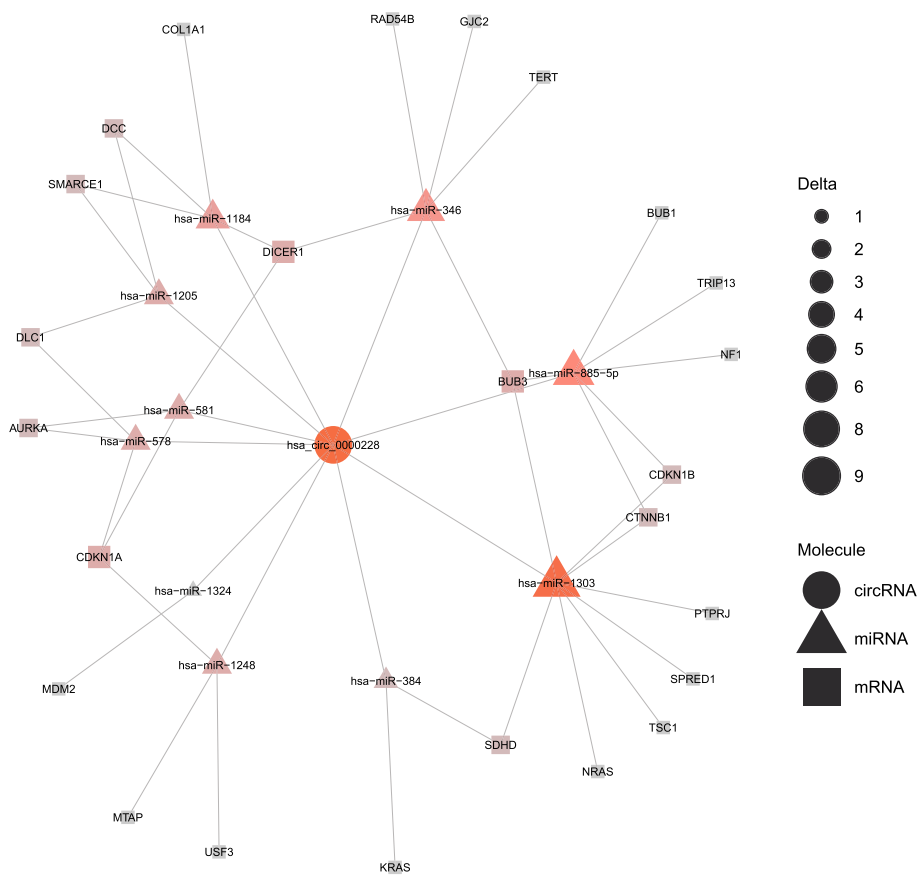 RAD54B
GJC2
COL1A1
TERT
DCC
SMARCE1
hsa−miR−1184
hsa−miR−346
BUB1
DICER1
TRIP13
hsa−miR−1205
DLC1
NF1
hsa−miR−885−5p
BUB3
hsa−miR−581
AURKA
hsa−miR−578
hsa_circ_0000228
CDKN1B
CTNNB1
CDKN1A
hsa−miR−1303
hsa−miR−1324
PTPRJ
hsa−miR−1248
hsa−miR−384
SPRED1
MDM2
TSC1
SDHD
NRAS
MTAP
USF3
KRAS
Delta
1
2
3
4
5
6
8
9
Molecule
circRNA
miRNA
mRNA